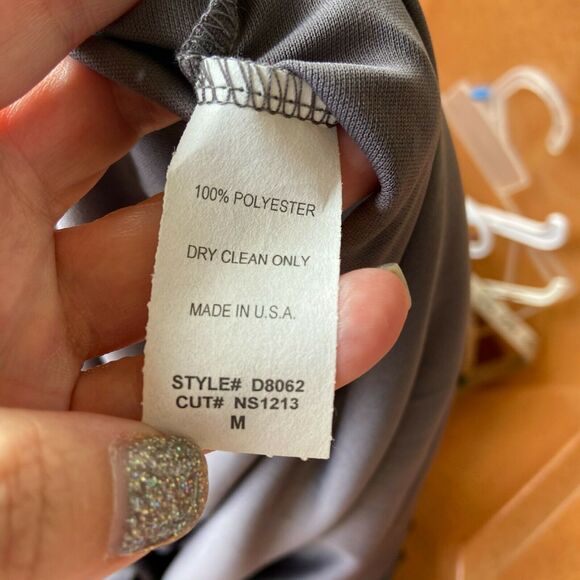 100% POLYESTER
DRY CLEAN ONLY
MADE IN U.S.A.
STYLE# D8062
CUT# NS1213
M